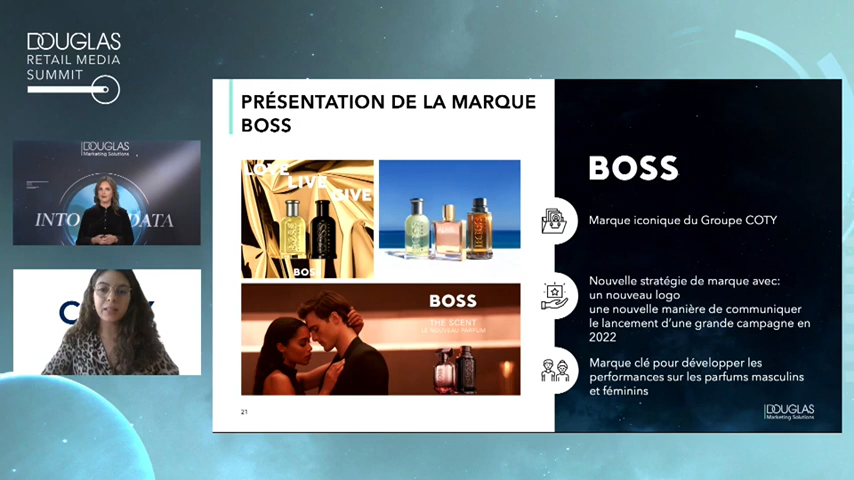 DOUGLAS
RETAIL MEDIA
SUMMIT
DOUGLAS
Marketing Solutions
INTO DATA
PRÉSENTATION DE LA MARQUE
BOSS
LOVE
LIVE
GIVE
BOSS
BOSS
THE SCENT
LE NOUVEAU PARFUM
21
BOSS
Marque iconique du Groupe COTY
Nouvelle stratégie de marque avec:
un nouveau logo
une nouvelle manière de communiquer
le lancement d'une grande campagne en
2022
Marque clé pour développer les
performances sur les parfums masculins
et féminins
DOUGLAS
Marketing Solutions